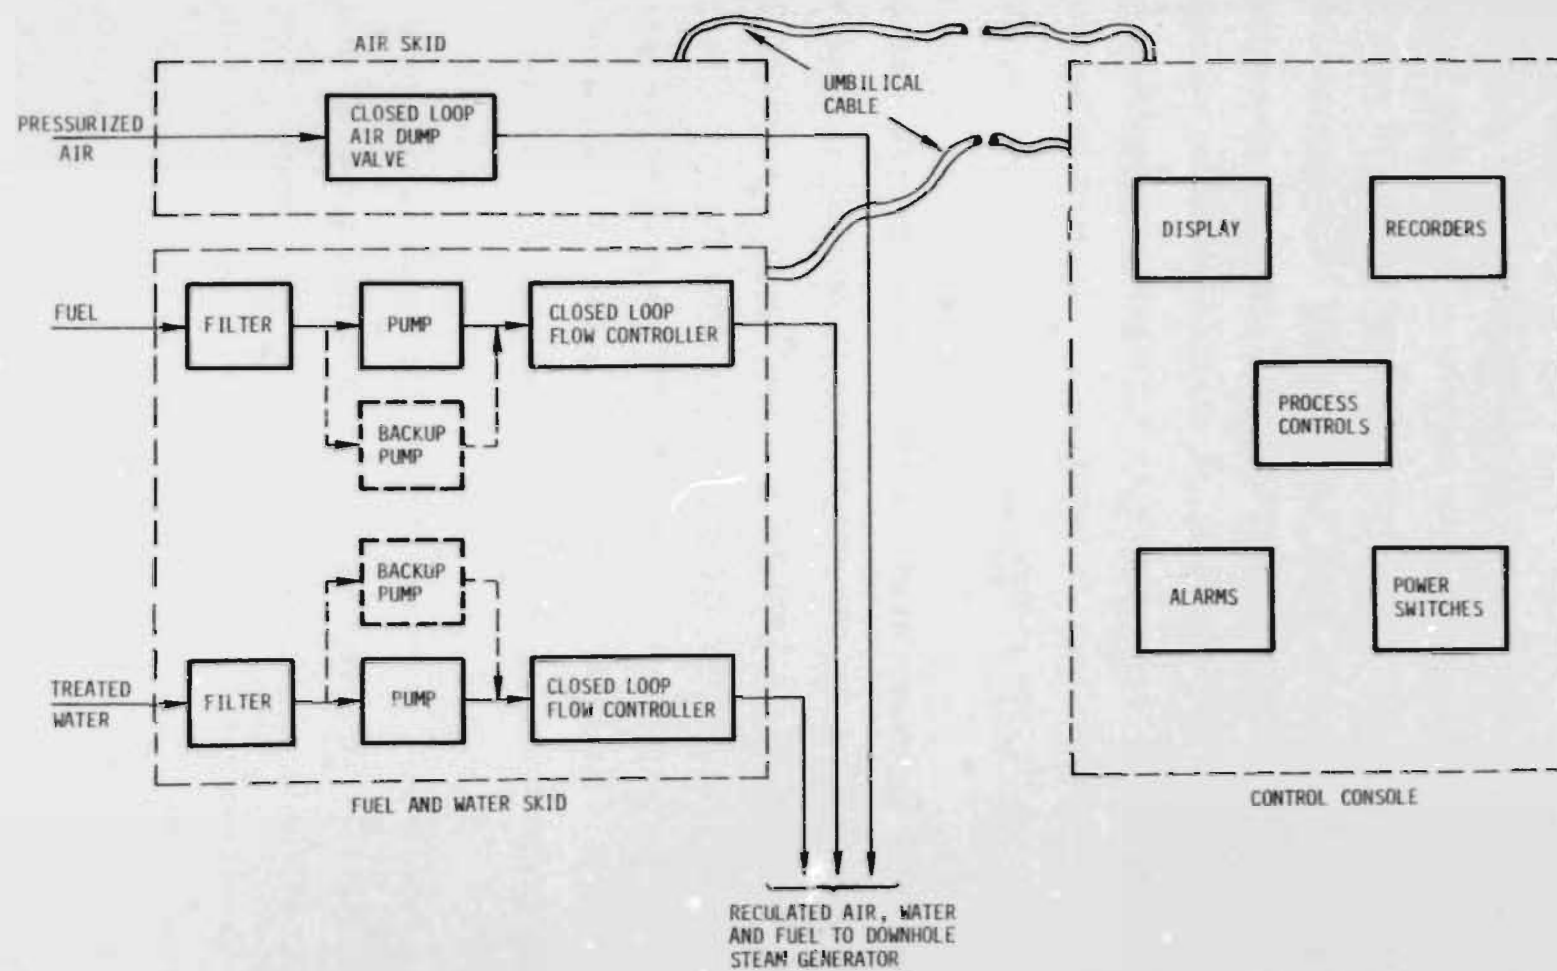 AIR SKID
PRESSURIZED
AIR
CLOSED LOOP
AIR DUMP
VALVE
UMBILICAL
CABLE
DISPLAY
RECORDERS
FUEL
FILTER
PUMP
CLOSED LOOP
FLOW CONTROLLER
BACKUP
PUMP
PROCESS
CONTROLS
BACKUP
PUMP
ALARMS
POWER
SWITCHES
TREATED
WATER
FILTER
PUMP
CLOSED LOOP
FLOW CONTROLLER
FUEL AND WATER SKID
CONTROL CONSOLE
RECULATED AIR, WATER
AND FUEL TO DOWNHOLE
STEAM GENERATOR